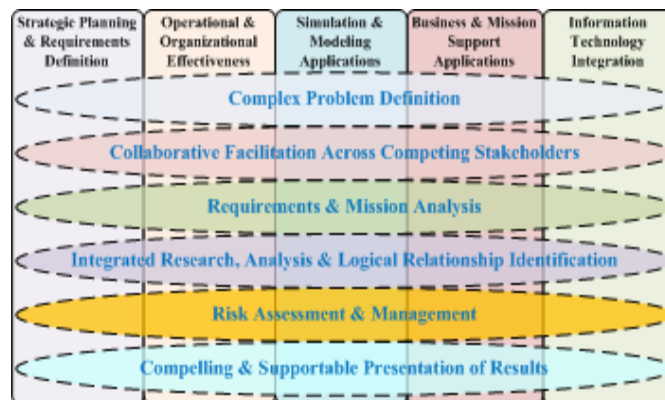 Strategic Planning
& Requirements
Definition
Operational &
Organizational
Effectiveness
Simulation &
Modeling
Applications
Business & Mission
Support
Applications
Information
Technology
Integration
Complex Problem Definition
Collaborative Facilitation Across Competing Stakeholders
Requirements & Mission Analysis
Integrated Research, Analysis & Logical Relationship Identification
Risk Assessment & Management
Compelling & Supportable Presentation of Results